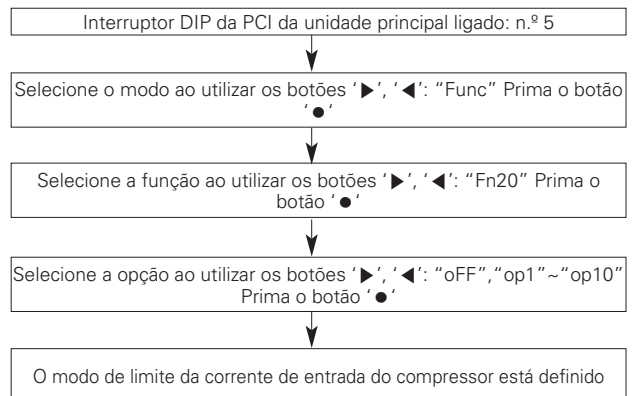 Interruptor DIP da PCI da unidade principal ligado: n.º 5
Selecione o modo ao utilizar os botões ‘▶’, ‘◀’: “Func” Prima o botão
‘ ● ‘
Selecione a função ao utilizar os botões ‘▶’, ‘◀’: “Fn20” Prima o
botão ‘ ● ‘
Selecione a opção ao utilizar os botões ‘▶’, ‘◀’: “oFF”,“op1”~“op10”
Prima o botão ‘ ● ‘
O modo de limite da corrente de entrada do compressor está definido